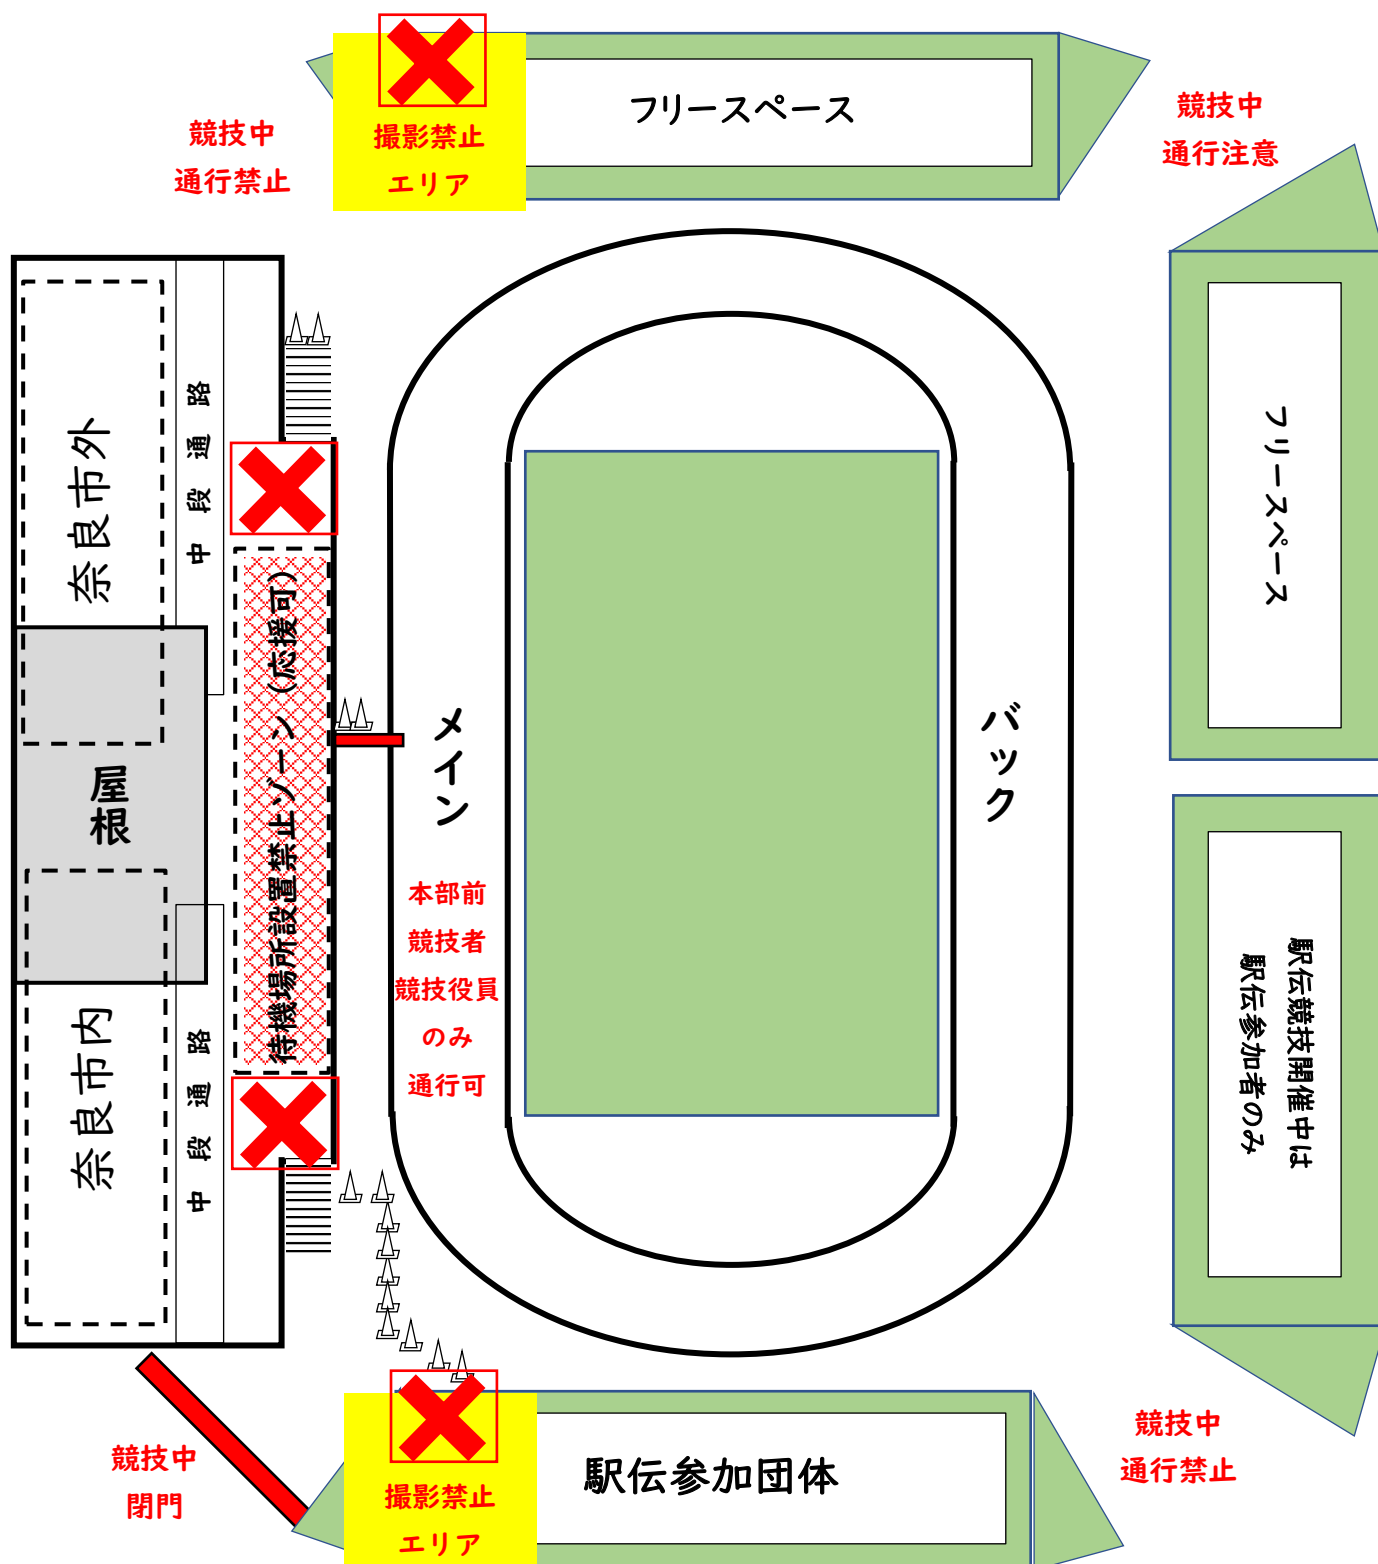 フリースペース
競技中
通行禁止
撮影禁止
エリア
競技中
通行注意
奈良市外
中段通路
フリースペース
待機場所設置禁止ゾーン（応援可）
屋根
メイン
バック
本部前
競技者
競技役員
のみ
通行可
駅伝競技開催中は
駅伝参加者のみ
奈良市内
中段通路
競技中
閉門
撮影禁止
エリア
駅伝参加団体
競技中
通行禁止